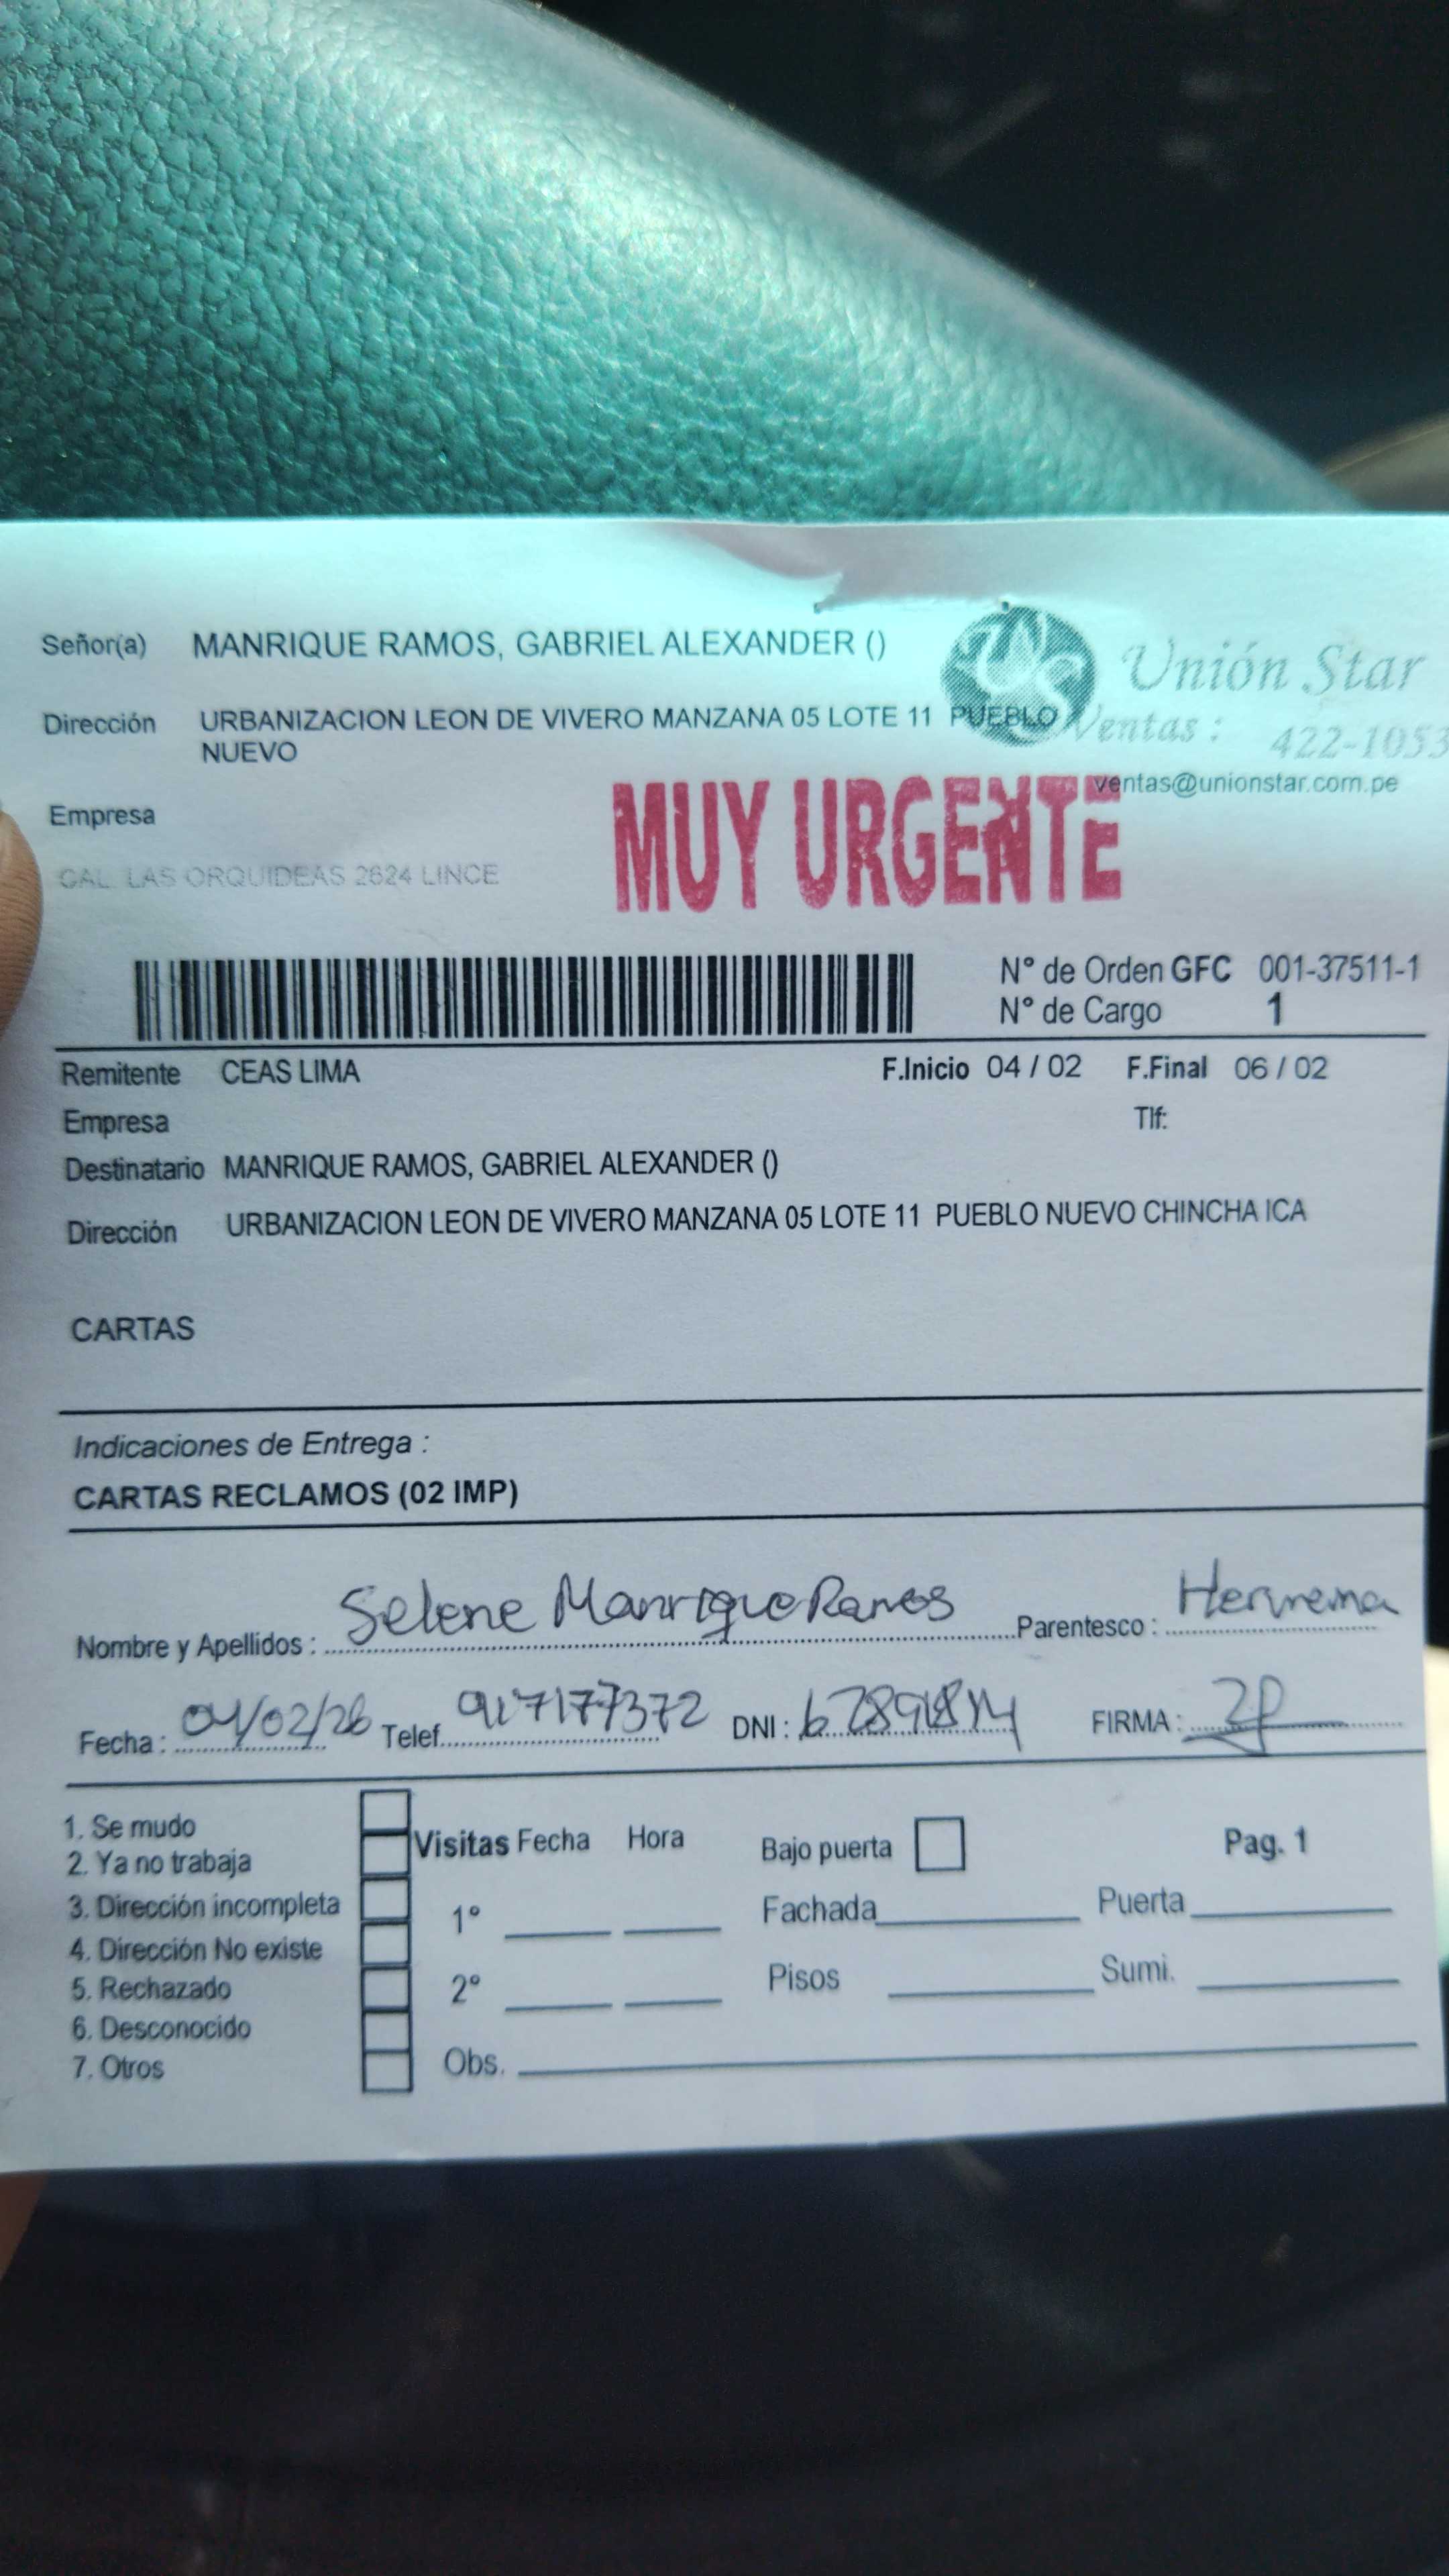 Señor(a) MANRIQUE RAMOS, GABRIEL ALEXANDER ()
Unión Star
Dirección URBANIZACION LEON DE VIVERO MANZANA 05 LOTE 11 PUEBLO
NUEVO
Ventas : 422-1053
ventas@unionstar.com.pe
Empresa
MUY URGENTE
CAL. LAS ORQUIDEAS 2624 LINCE
N° de Orden GFC 001-37511-1
N° de Cargo 1
Remitente CEAS LIMA F.Inicio 04 / 02 F.Final 06 / 02
Empresa Tlf:
Destinatario MANRIQUE RAMOS, GABRIEL ALEXANDER ()
Dirección URBANIZACION LEON DE VIVERO MANZANA 05 LOTE 11 PUEBLO NUEVO CHINCHA ICA
CARTAS
Indicaciones de Entrega :
CARTAS RECLAMOS (02 IMP)
Nombre y Apellidos : Selene Manrique Ramos Parentesco : Hermana
Fecha : 04/02/26 Telef. 917177372 DNI : FIRMA :
1. Se mudo
2. Ya no trabaja
3. Dirección incompleta
4. Dirección No existe
5. Rechazado
6. Desconocido
7. Otros
Visitas Fecha Hora
1°
2°
Obs.
Bajo puerta
Pag. 1
Fachada Puerta
Pisos Sumi.